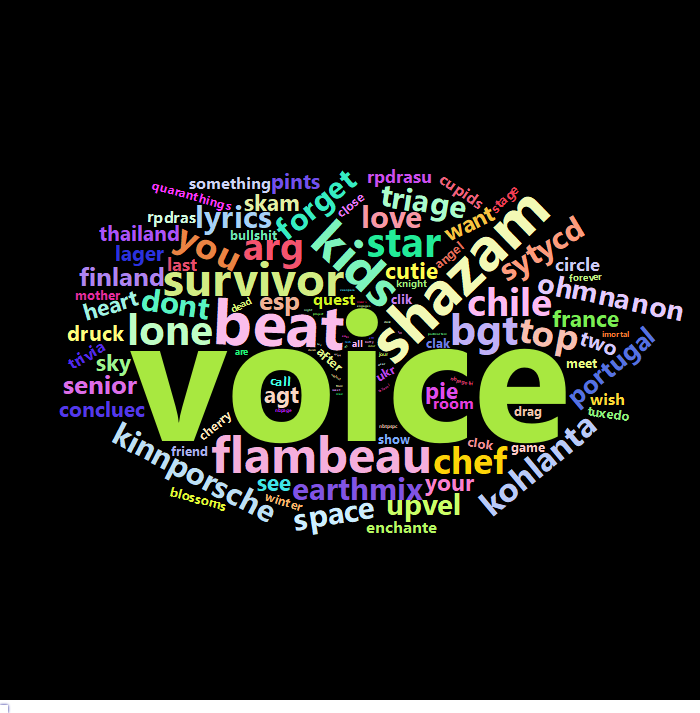 something
pints
rpdrasu
cupids
stage
quaranthings
skam
forget
close
triage
rpdras
lyrics
love
want
thailand
bullshit
you
arg
star
angel
sytycd
lager
last
kids
cutie
shazam
circle
finland
survivor
knight
forever
ohmnanon
mother
heart
dont
dead
esp
quest
clik
chile
france
druck
lone
beat
all
clak
bgt
top
two
imortal
trivia
sky
are
after
ukr
meet
portugal
senior
voice
call
agt
pie
room
drag
wish
tuxedo
concluec
cherry
show
clok
game
kohlanta
kinnporsche
friend
flambeau
chef
blossoms
see
earthmix
your
winter
space
upvel
enchante